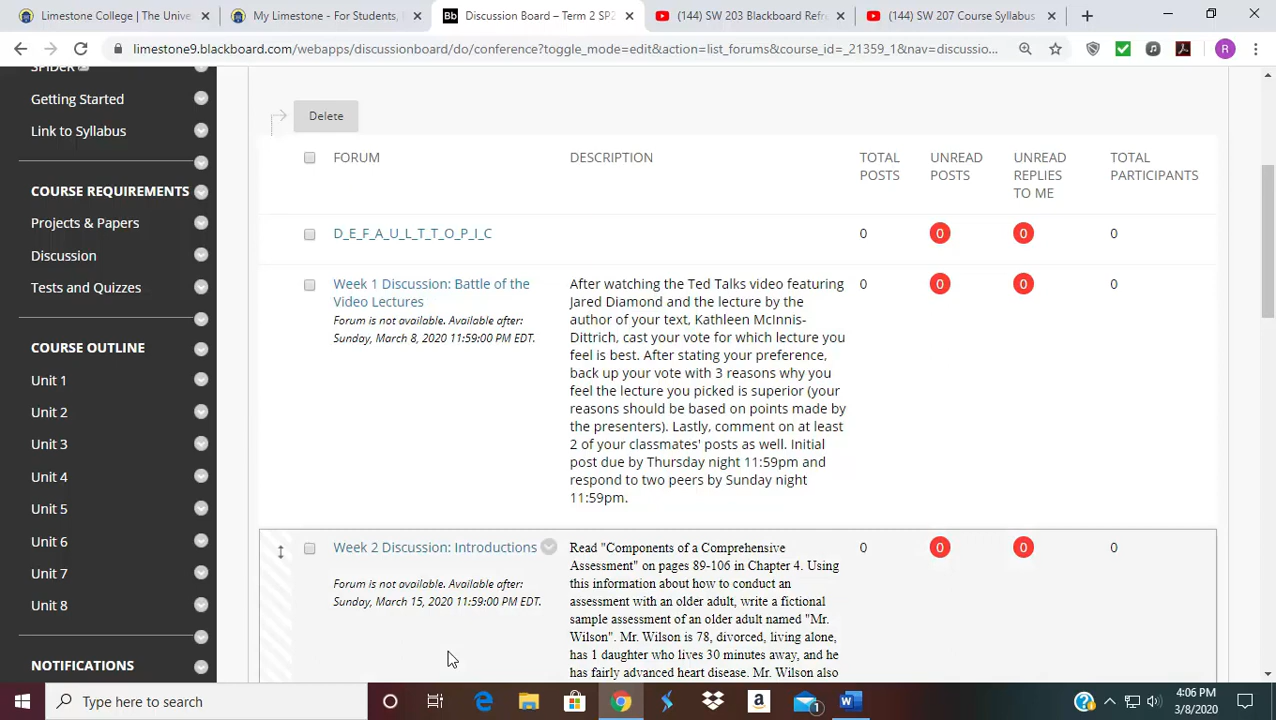 Limestone College | The Unive
My Limestone - For Students
Bb Discussion Board – Term 2 SP2
(144) SW 203 Blackboard Refre
(144) SW 207 Course Syllabus
limestone9.blackboard.com/webapps/discussionboard/do/conference?toggle_mode=edit&action=list_forums&course_id=_21359_1&nav=discussio...
R
SPIDER
Getting Started
Link to Syllabus
COURSE REQUIREMENTS
Projects & Papers
Discussion
Tests and Quizzes
COURSE OUTLINE
Unit 1
Unit 2
Unit 3
Unit 4
Unit 5
Unit 6
Unit 7
Unit 8
NOTIFICATIONS
Delete
FORUM
DESCRIPTION
TOTAL
POSTS
UNREAD
POSTS
UNREAD
REPLIES
TO ME
TOTAL
PARTICIPANTS
D_E_F_A_U_L_T_T_O_P_I_C
0
0
0
0
Week 1 Discussion: Battle of the
Video Lectures
Forum is not available. Available after:
Sunday, March 8, 2020 11:59:00 PM EDT.
After watching the Ted Talks video featuring
Jared Diamond and the lecture by the
author of your text, Kathleen McInnis-
Dittrich, cast your vote for which lecture you
feel is best. After stating your preference,
back up your vote with 3 reasons why you
feel the lecture you picked is superior (your
reasons should be based on points made by
the presenters). Lastly, comment on at least
2 of your classmates' posts as well. Initial
post due by Thursday night 11:59pm and
respond to two peers by Sunday night
11:59pm.
0
0
0
0
Week 2 Discussion: Introductions
Forum is not available. Available after:
Sunday, March 15, 2020 11:59:00 PM EDT.
Read "Components of a Comprehensive
Assessment" on pages 89-106 in Chapter 4. Using
this information about how to conduct an
assessment with an older adult, write a fictional
sample assessment of an older adult named "Mr.
Wilson". Mr. Wilson is 78, divorced, living alone,
has 1 daughter who lives 30 minutes away, and he
has fairly advanced heart disease. Mr. Wilson also
0
0
0
0
Type here to search
1
4:06 PM
3/8/2020